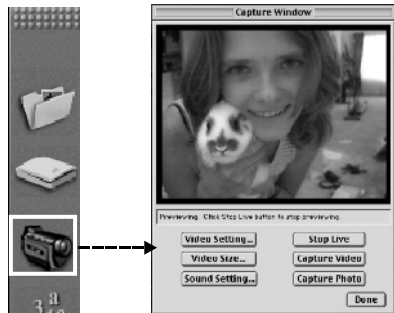 Capture Window
Previewing. Click Stop Live button to stop previewing.
Video Setting... Stop Live
Video Size... Capture Video
Sound Setting... Capture Photo
Done
3 a